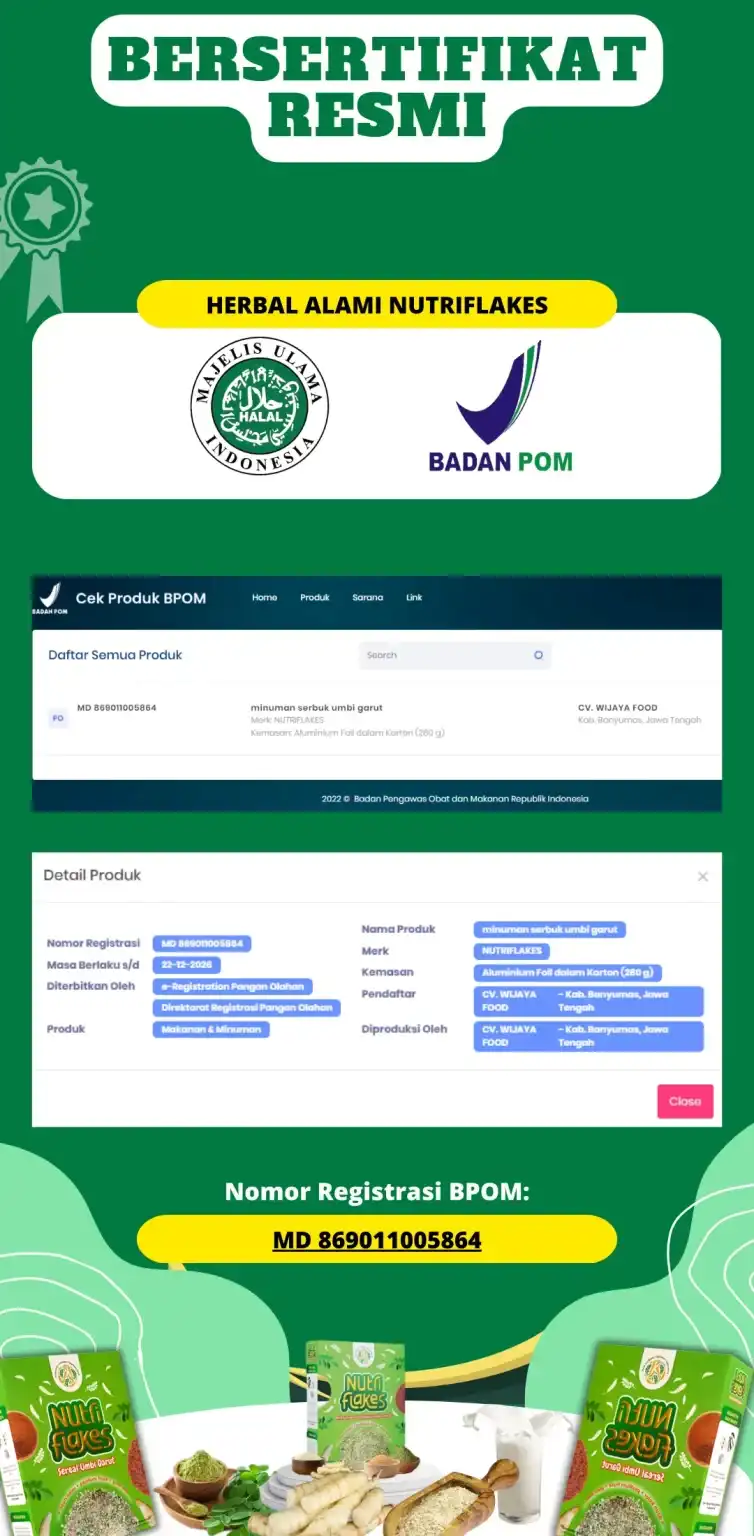 BERSERTIFIKAT
RESMI
HERBAL ALAMI NUTRIFLAKES
MAJELIS ULAMA
حلال
HALAL
INDONESIA
BADAN POM
BADAN POM
Cek Produk BPOM
Home
Produk
Sarana
Link
Daftar Semua Produk
Search
PO
MD 869011005864
minuman serbuk umbi garut
Merk: NUTRIFLAKES
Kemasan: Aluminium Foil dalam Karton (280 g)
CV. WIJAYA FOOD
Kab. Banyumas, Jawa Tengah
2022 © Badan Pengawas Obat dan Makanan Republik Indonesia
Detail Produk
Nomor Registrasi MD 869011005864
Masa Berlaku s/d 22-12-2026
Diterbitkan Oleh e-Registration Pangan Olahan
Direktorat Registrasi Pangan Olahan
Produk Makanan & Minuman
Nama Produk minuman serbuk umbi garut
Merk NUTRIFLAKES
Kemasan Aluminium Foil dalam Karton (280 g)
Pendaftar CV. WIJAYA FOOD - Kab. Banyumas, Jawa Tengah
Diproduksi Oleh CV. WIJAYA FOOD - Kab. Banyumas, Jawa Tengah
Close
Nomor Registrasi BPOM:
MD 869011005864
Nutri
flakes
Sereal Umbi Garut
Nutri
flakes
Nutri
flakes
Sereal Umbi Garut